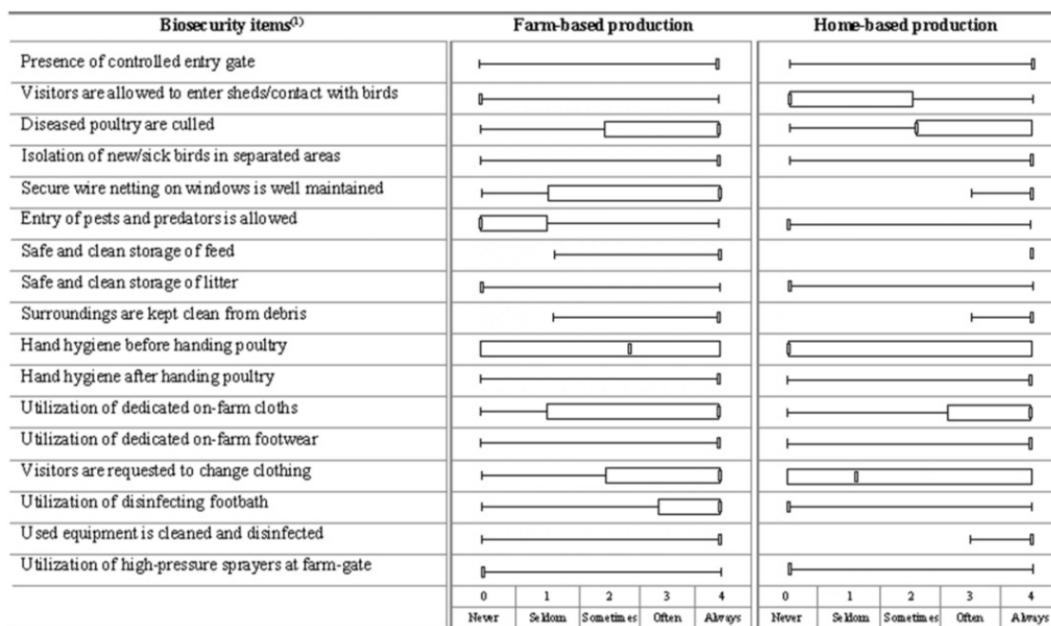 Biosecurity items(1) Farm-based production Home-based production
Presence of controlled entry gate
Visitors are allowed to enter sheds/contact with birds
Diseased poultry are culled
Isolation of new/sick birds in separated areas
Secure wire netting on windows is well maintained
Entry of pests and predators is allowed
Safe and clean storage of feed
Safe and clean storage of litter
Surroundings are kept clean from debris
Hand hygiene before handing poultry
Hand hygiene after handing poultry
Utilization of dedicated on-farm cloths
Utilization of dedicated on-farm footwear
Visitors are requested to change clothing
Utilization of disinfecting footbath
Used equipment is cleaned and disinfected
Utilization of high-pressure sprayers at farm-gate
0 1 2 3 4 0 1 2 3 4
Never Seldom Sometimes Often Always Never Seldom Sometimes Often Always